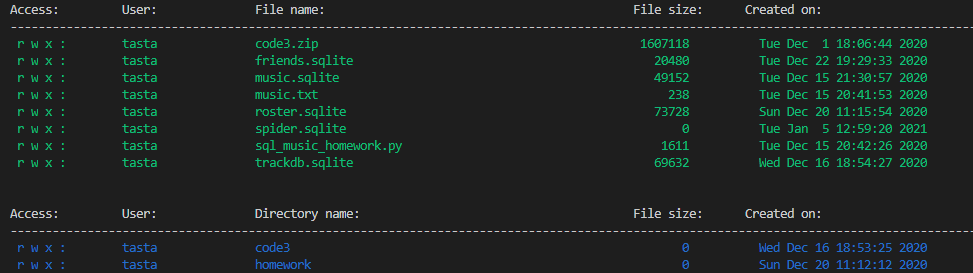 Access: User: File name: File size: Created on:
--------------------------------------------------------------------------------
r w x : tasta code3.zip 1607118 Tue Dec 1 18:06:44 2020
r w x : tasta friends.sqlite 20480 Tue Dec 22 19:29:33 2020
r w x : tasta music.sqlite 49152 Tue Dec 15 21:30:57 2020
r w x : tasta music.txt 238 Tue Dec 15 20:41:53 2020
r w x : tasta roster.sqlite 73728 Sun Dec 20 11:15:54 2020
r w x : tasta spider.sqlite 0 Tue Jan 5 12:59:20 2021
r w x : tasta sql_music_homework.py 1611 Tue Dec 15 20:42:26 2020
r w x : tasta trackdb.sqlite 69632 Wed Dec 16 18:54:27 2020
Access: User: Directory name: File size: Created on:
--------------------------------------------------------------------------------
r w x : tasta code3 0 Wed Dec 16 18:53:25 2020
r w x : tasta homework 0 Sun Dec 20 11:12:12 2020